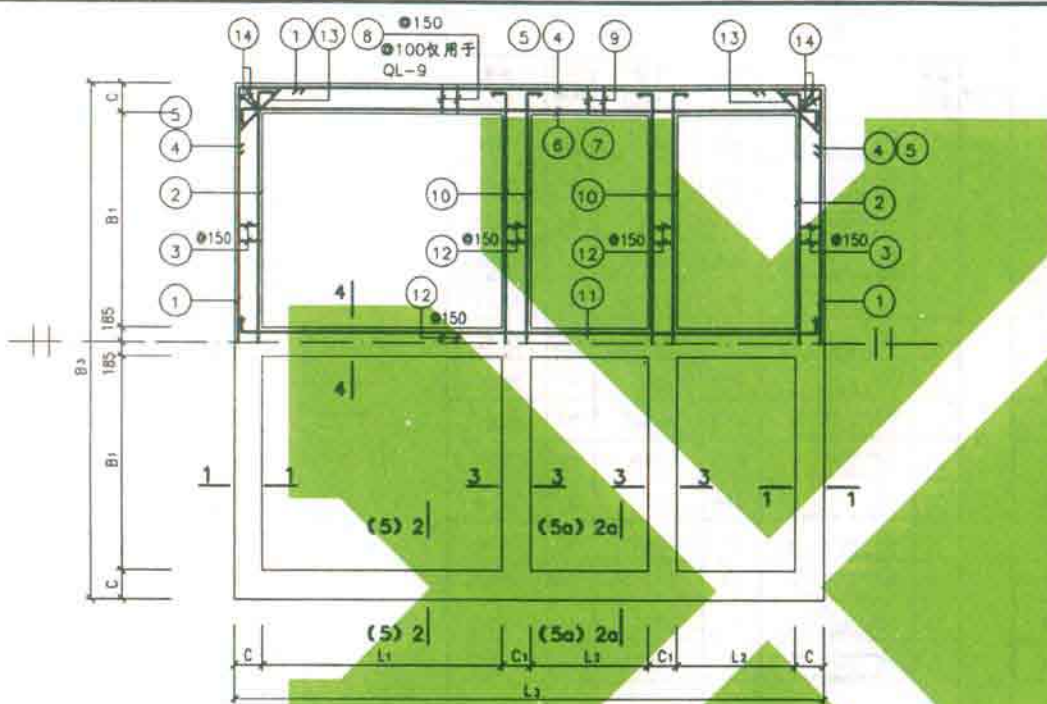 @150
14 1 13 8 @100仅用于 5 4 9 13 14
QL-9
C
5
4 6 7 4 5
2 10 10 2
B1
@150 @150 @150 @150
3 12 12 3
1 4 12 11 1
@150
185
B3
185
4
B1
1 1 3 3 3 3 1 1
(5) 2 (5a) 2a
C
(5) 2 (5a) 2a
C L1 C1 L2 C1 L2 C
L3